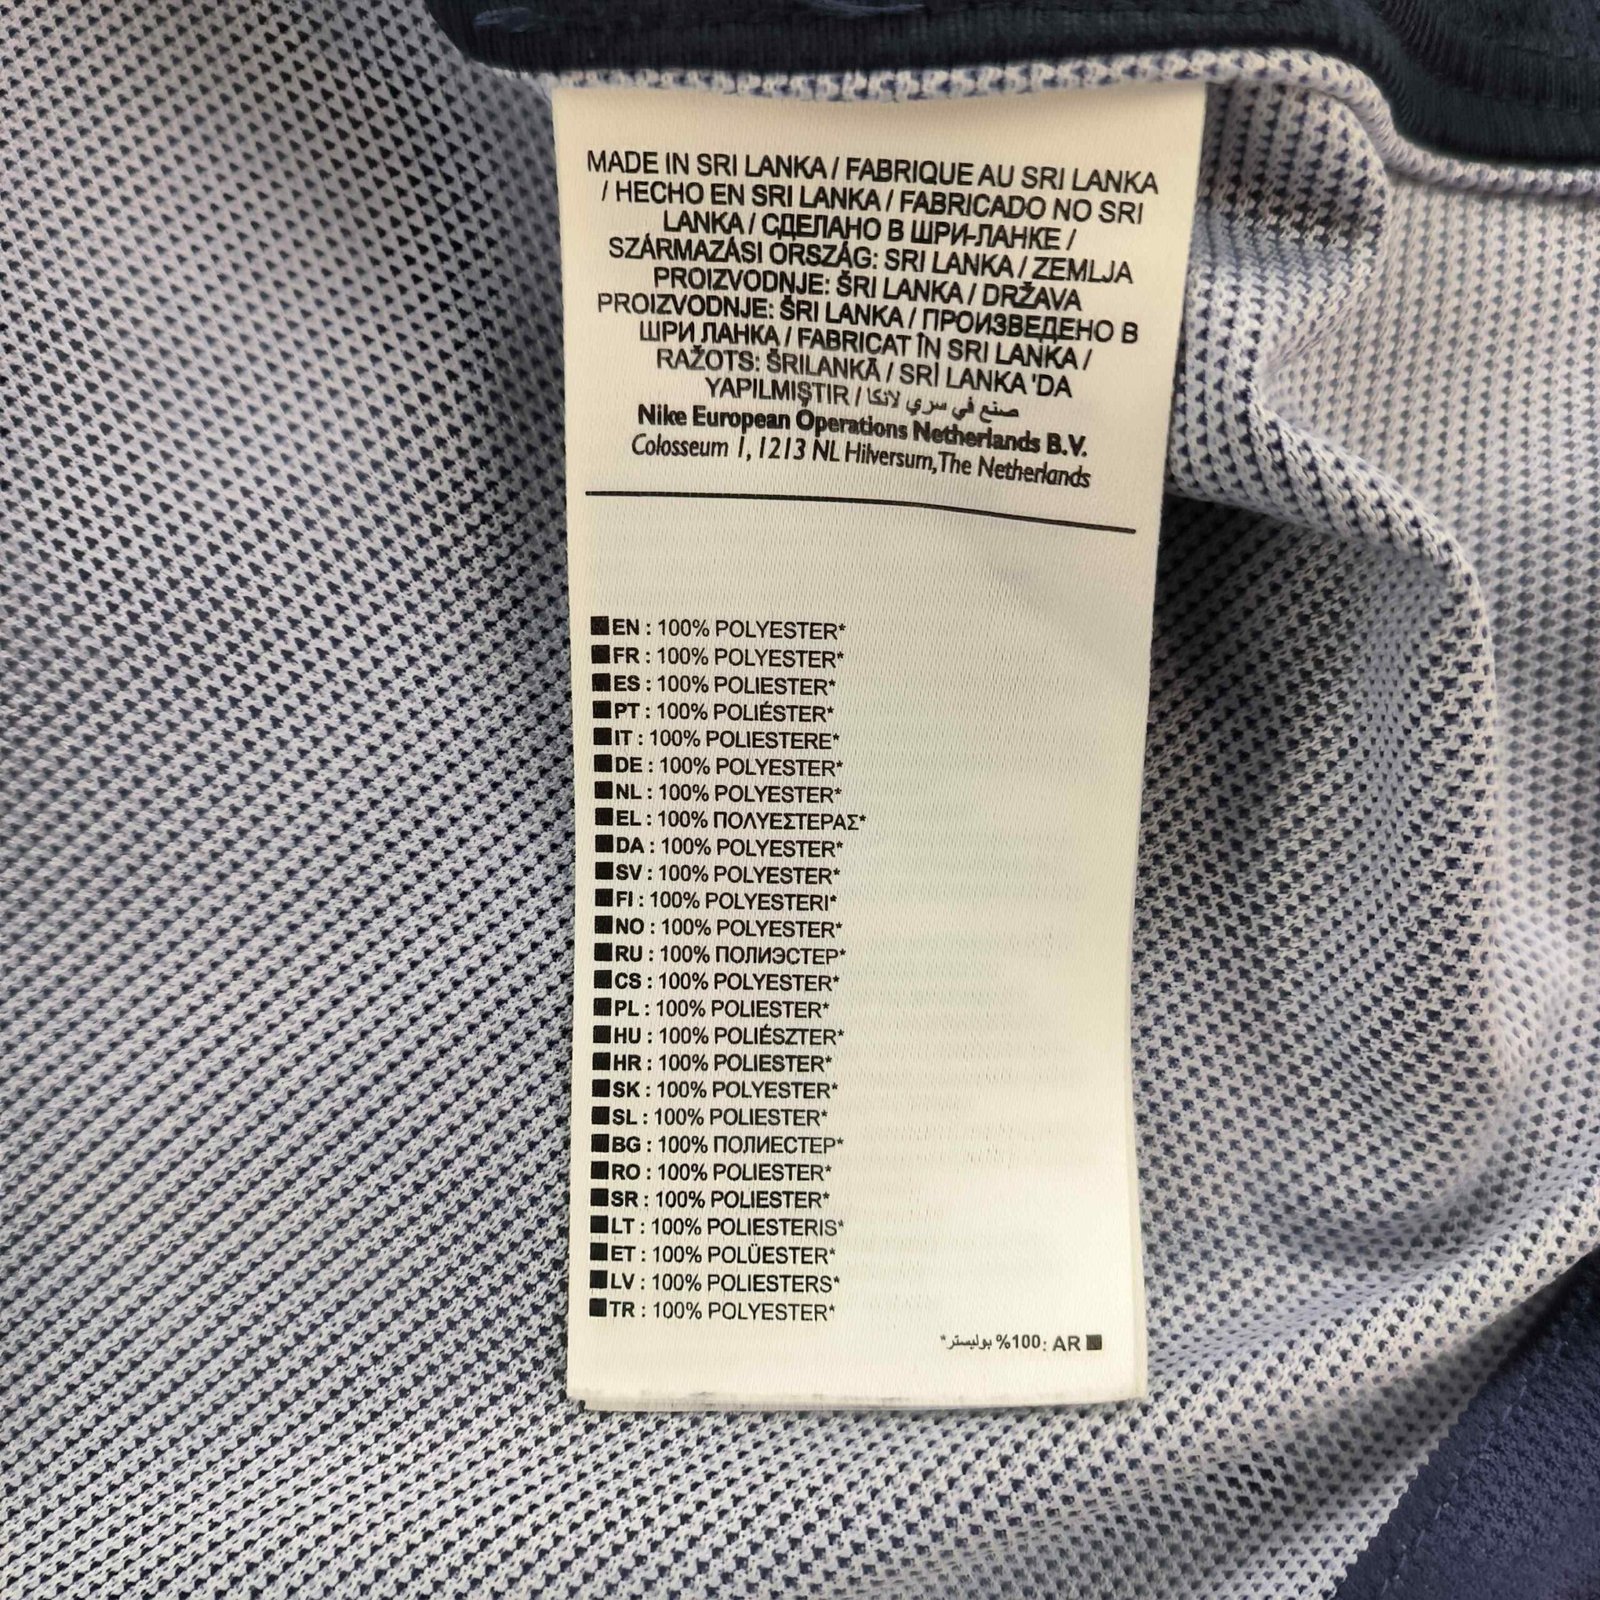 MADE IN SRI LANKA / FABRIQUE AU SRI LANKA
/ HECHO EN SRI LANKA / FABRICADO NO SRI
LANKA / СДЕЛАНО В ШРИ-ЛАНКЕ /
SZÁRMAZÁSI ORSZÁG: SRI LANKA / ZEMLJA
PROIZVODNJE: ŠRI LANKA / DRŽAVA
PROIZVODNJE: ŠRI LANKA / ПРОИЗВЕДЕНО В
ШРИ ЛАНКА / FABRICAT ÎN SRI LANKA /
RAŽOTS: ŠRILANKĀ / SRİ LANKA 'DA
YAPILMIŞTIR / صنع في سري لانكا
Nike European Operations Netherlands B.V.
Colosseum 1, 1213 NL Hilversum, The Netherlands
EN : 100% POLYESTER*
FR : 100% POLYESTER*
ES : 100% POLIESTER*
PT : 100% POLIÉSTER*
IT : 100% POLIESTERE*
DE : 100% POLYESTER*
NL : 100% POLYESTER*
EL : 100% ΠΟΛΥΕΣΤΕΡΑΣ*
DA : 100% POLYESTER*
SV : 100% POLYESTER*
FI : 100% POLYESTERI*
NO : 100% POLYESTER*
RU : 100% ПОЛИЭСТЕР*
CS : 100% POLYESTER*
PL : 100% POLIESTER*
HU : 100% POLIÉSZTER*
HR : 100% POLIESTER*
SK : 100% POLYESTER*
SL : 100% POLIESTER*
BG : 100% ПОЛИЕСТЕР*
RO : 100% POLIESTER*
SR : 100% POLIESTER*
LT : 100% POLIESTERIS*
ET : 100% POLÜESTER*
LV : 100% POLIESTERS*
TR : 100% POLYESTER*
AR :100% بوليستر*